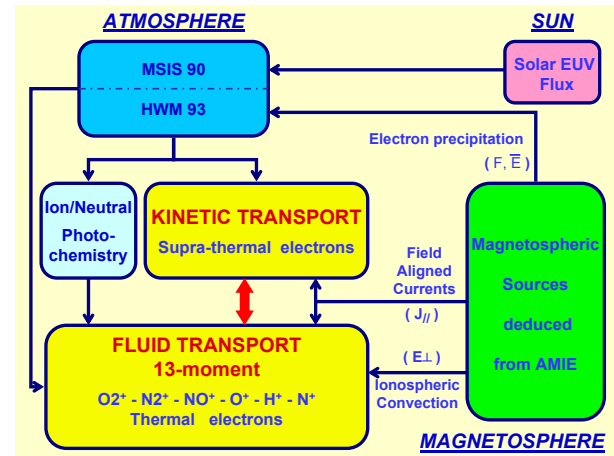 ATMOSPHERE
SUN
MSIS 90
HWM 93
Solar EUV
Flux
Electron precipitation
( F, E̅ )
Ion/Neutral
Photo-
chemistry
KINETIC TRANSPORT
Supra-thermal electrons
Field
Aligned
Currents
( J// )
Magnetospheric
Sources
deduced
from AMIE
FLUID TRANSPORT
13-moment
O2⁺ - N2⁺ - NO⁺ - O⁺ - H⁺ - N⁺
Thermal electrons
( E⊥ )
Ionospheric
Convection
MAGNETOSPHERE